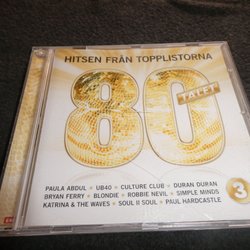 HITSEN FRÅN TOPPLISTORNA
80
TALET
PAULA ABDUL ★ UB40 ★ CULTURE CLUB ★ DURAN DURAN
BRYAN FERRY ★ BLONDIE ★ ROBBIE NEVIL ★ SIMPLE MINDS
KATRINA & THE WAVES ★ SOUL II SOUL ★ PAUL HARDCASTLE
3